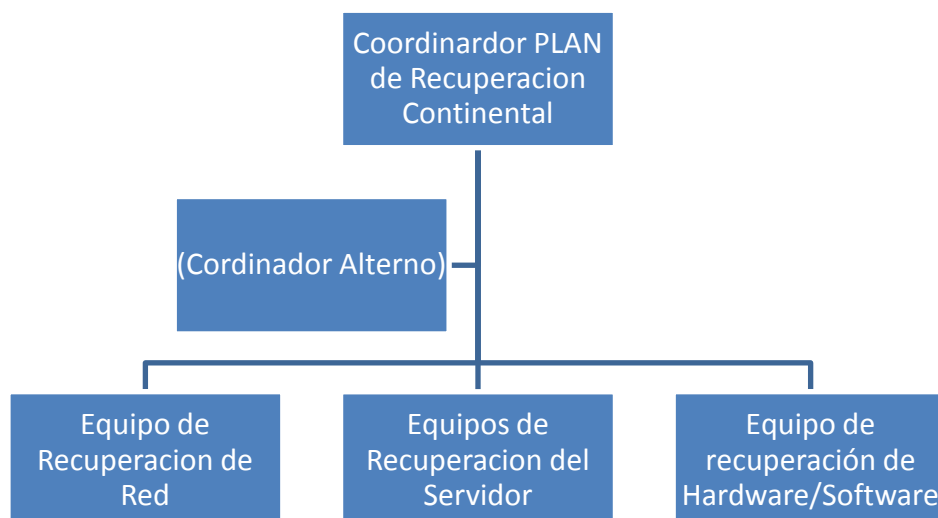 Coordinardor PLAN
de Recuperacion
Continental
(Cordinador Alterno)
Equipo de
Recuperacion de
Red
Equipos de
Recuperacion del
Servidor
Equipo de
recuperación de
Hardware/Software